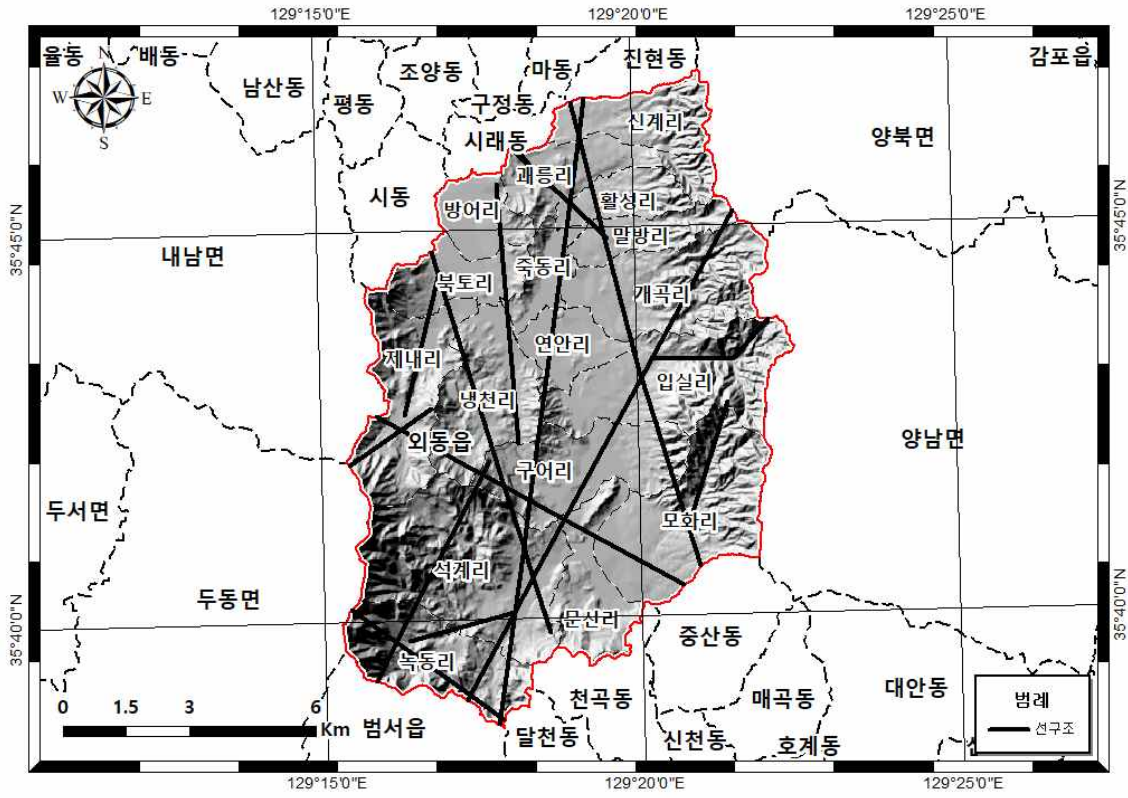 129°15'0"E
129°20'0"E
129°25'0"E
율동
배동
조양동
마동
진현동
감포읍
N
W
E
S
남산동
평동
구정동
신계리
시래동
양북면
괘릉리
시동
방어리
활성리
35°45'0"N
35°45'0"N
말방리
내남면
북토리
죽동리
개곡리
연안리
제내리
입실리
냉천리
외동읍
양남면
구어리
두서면
모화리
석계리
두동면
문산리
35°40'0"N
35°40'0"N
중산동
녹동리
대안동
천곡동
매곡동
범례
선구조
0
1.5
3
6
Km
범서읍
달천동
신천동
호계동
129°15'0"E
129°20'0"E
129°25'0"E